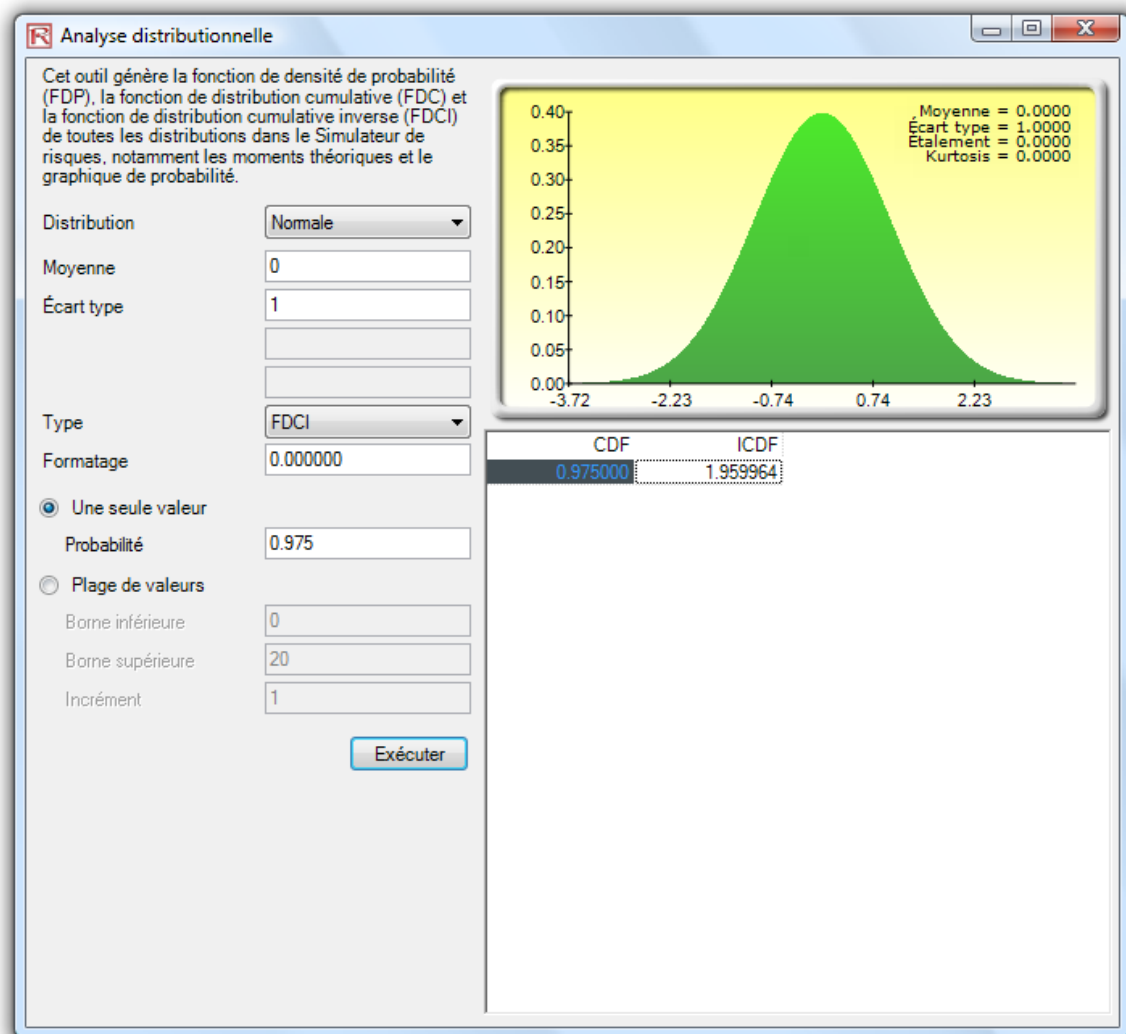 Analyse distributionnelle
Cet outil génère la fonction de densité de probabilité
(FDP), la fonction de distribution cumulative (FDC) et
la fonction de distribution cumulative inverse (FDCI)
de toutes les distributions dans le Simulateur de
risques, notamment les moments théoriques et le
graphique de probabilité.
Distribution
Normale
Moyenne
0
Écart type
1
Type
FDCI
Formatage
0.000000
Une seule valeur
Probabilité
0.975
Plage de valeurs
Borne inférieure
0
Borne supérieure
20
Incrément
1
Exécuter
Moyenne = 0.0000
Écart type = 1.0000
Étalement = 0.0000
Kurtosis = 0.0000
0.40
0.35
0.30
0.25
0.20
0.15
0.10
0.05
0.00
-3.72 -2.23 -0.74 0.74 2.23
CDF ICDF
0.975000 1.959964